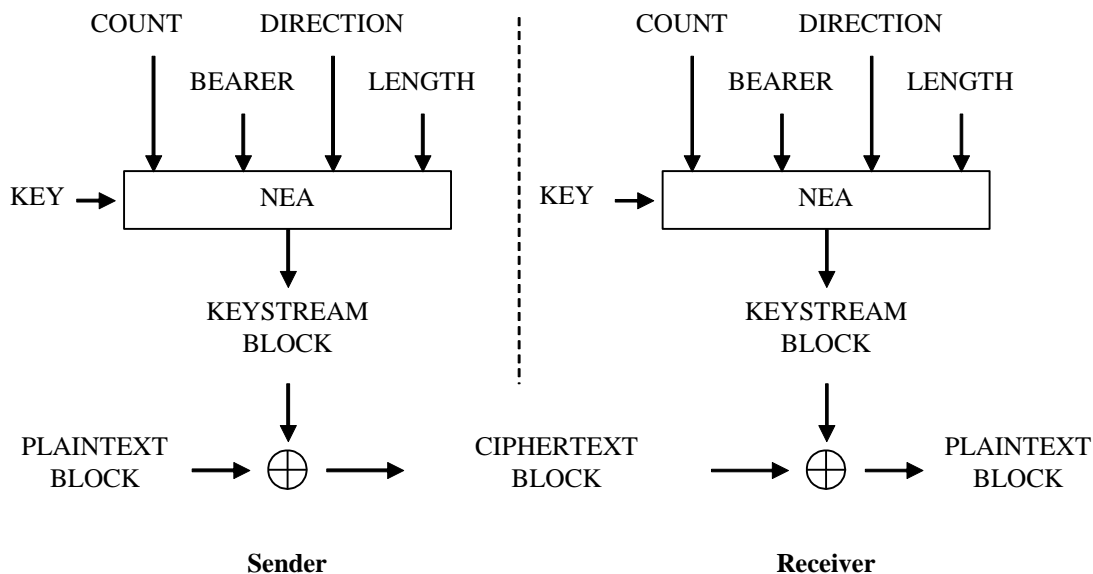 COUNT DIRECTION COUNT DIRECTION
BEARER LENGTH BEARER LENGTH
KEY NEA KEY NEA
KEYSTREAM KEYSTREAM
BLOCK BLOCK
PLAINTEXT CIPHERTEXT PLAINTEXT
BLOCK BLOCK BLOCK
Sender Receiver